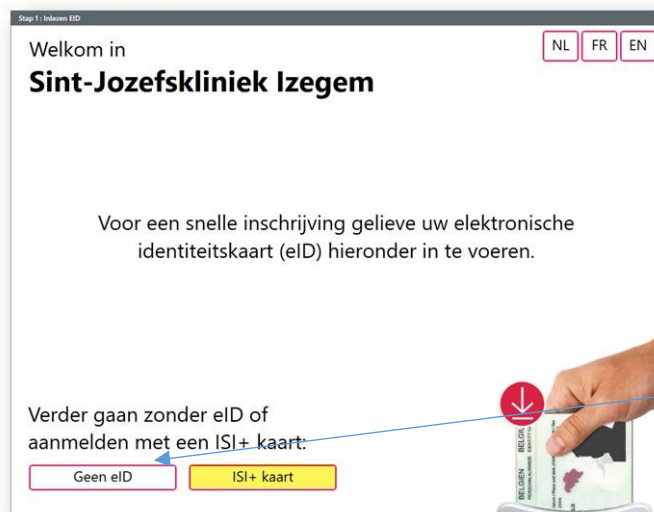 Stap 1: Inlezen EID
Welkom in
NL FR EN
Sint-Jozefskliniek Izegem
Voor een snelle inschrijving gelieve uw elektronische
identiteitskaart (eID) hieronder in te voeren.
Verder gaan zonder eID of
aanmelden met een ISI+ kaart:
Geen eID
ISI+ kaart
BELGIEN